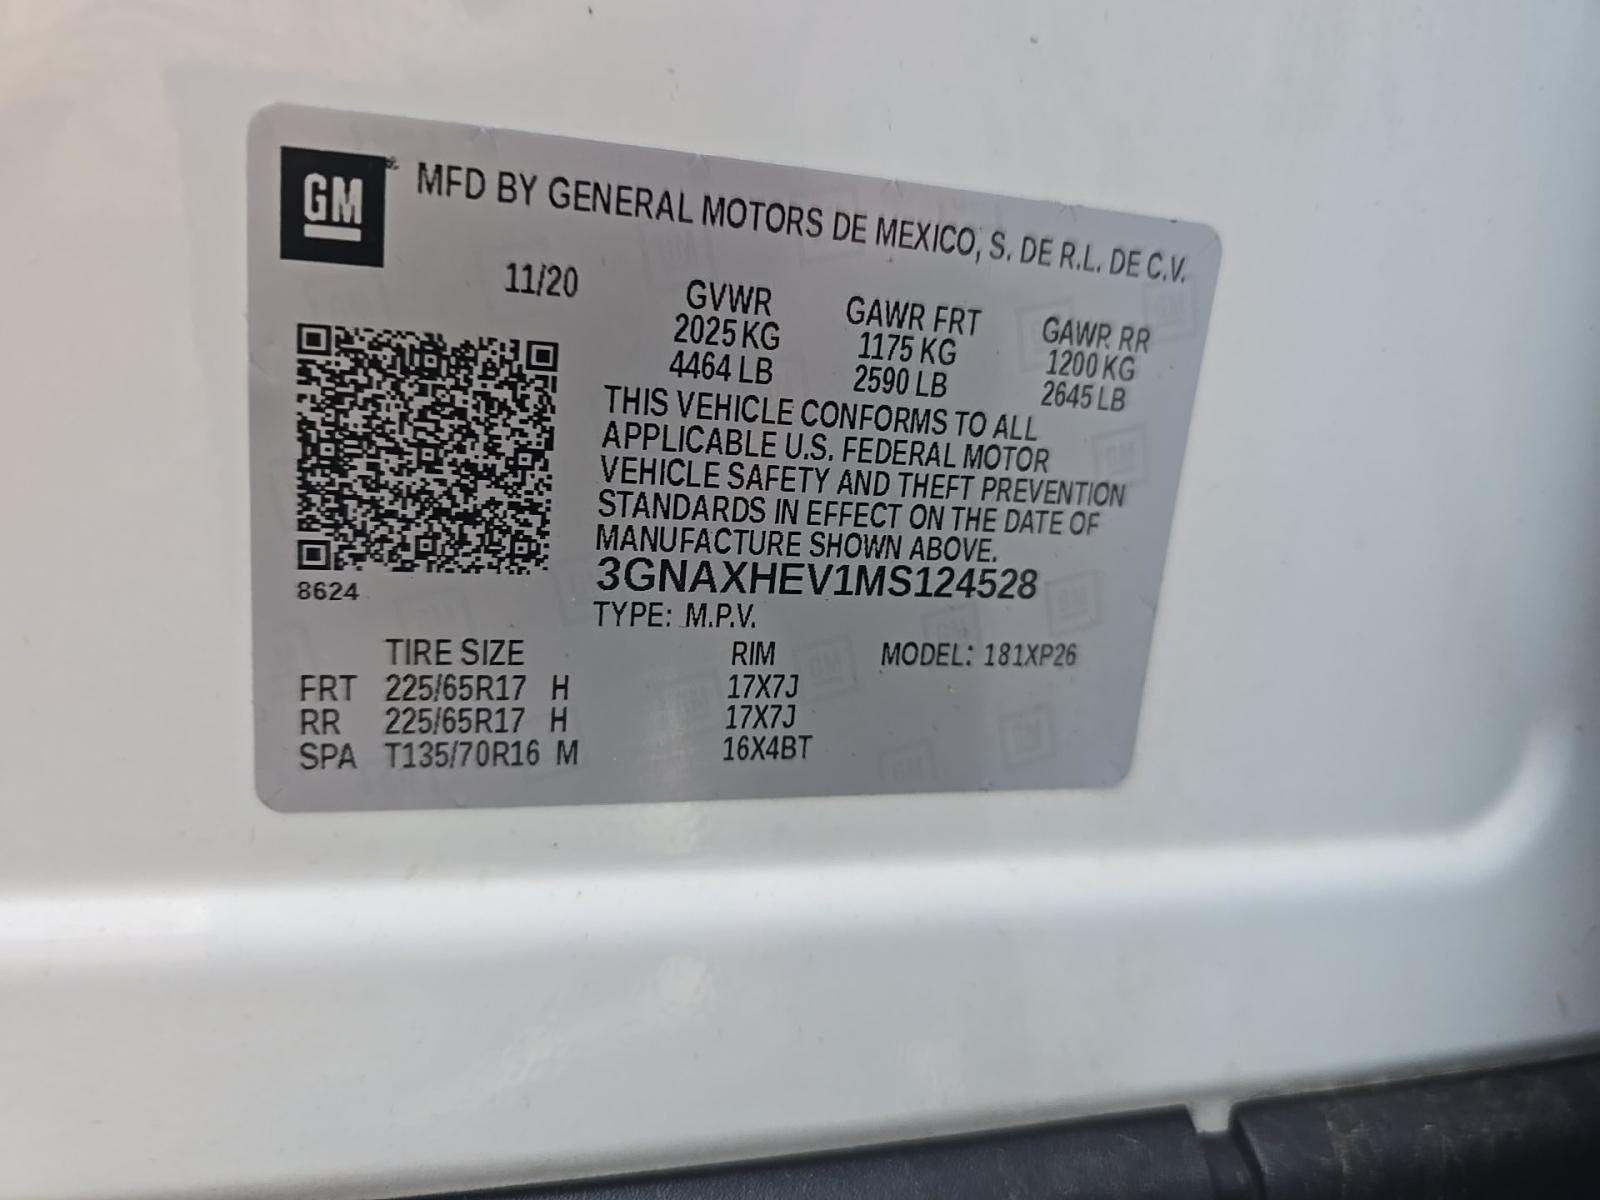 GM® MFD BY GENERAL MOTORS DE MEXICO, S. DE R.L. DE C.V.
11/20
GVWR GAWR FRT GAWR RR
2025 KG 1175 KG 1200 KG
4464 LB 2590 LB 2645 LB
THIS VEHICLE CONFORMS TO ALL
APPLICABLE U.S. FEDERAL MOTOR
VEHICLE SAFETY AND THEFT PREVENTION
STANDARDS IN EFFECT ON THE DATE OF
MANUFACTURE SHOWN ABOVE.
3GNAXHEV1MS124528
8624
TYPE: M.P.V.
TIRE SIZE RIM MODEL: 181XP26
FRT 225/65R17 H 17X7J
RR 225/65R17 H 17X7J
SPA T135/70R16 M 16X4BT